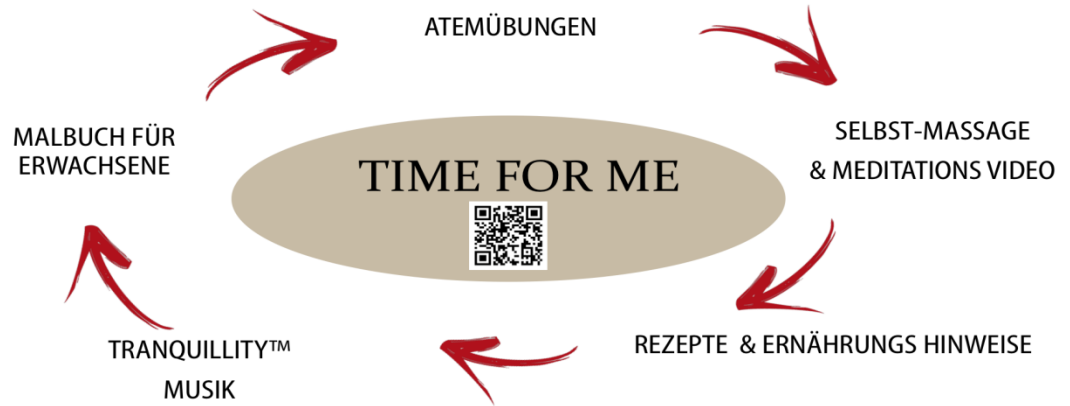 ATEMÜBUNGEN
SELBST-MASSAGE
& MEDITATIONS VIDEO
REZEPTE & ERNÄHRUNGS HINWEISE
TRANQUILLITY™
MUSIK
MALBUCH FÜR
ERWACHSENE
TIME FOR ME